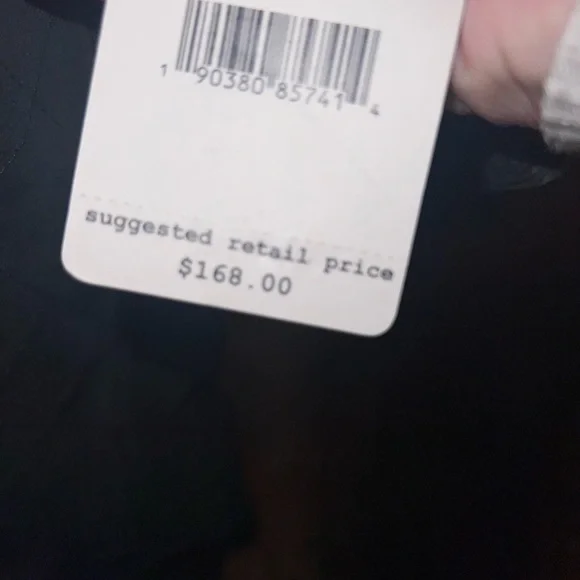 1 90380 85741 4
suggested retail price
$168.00